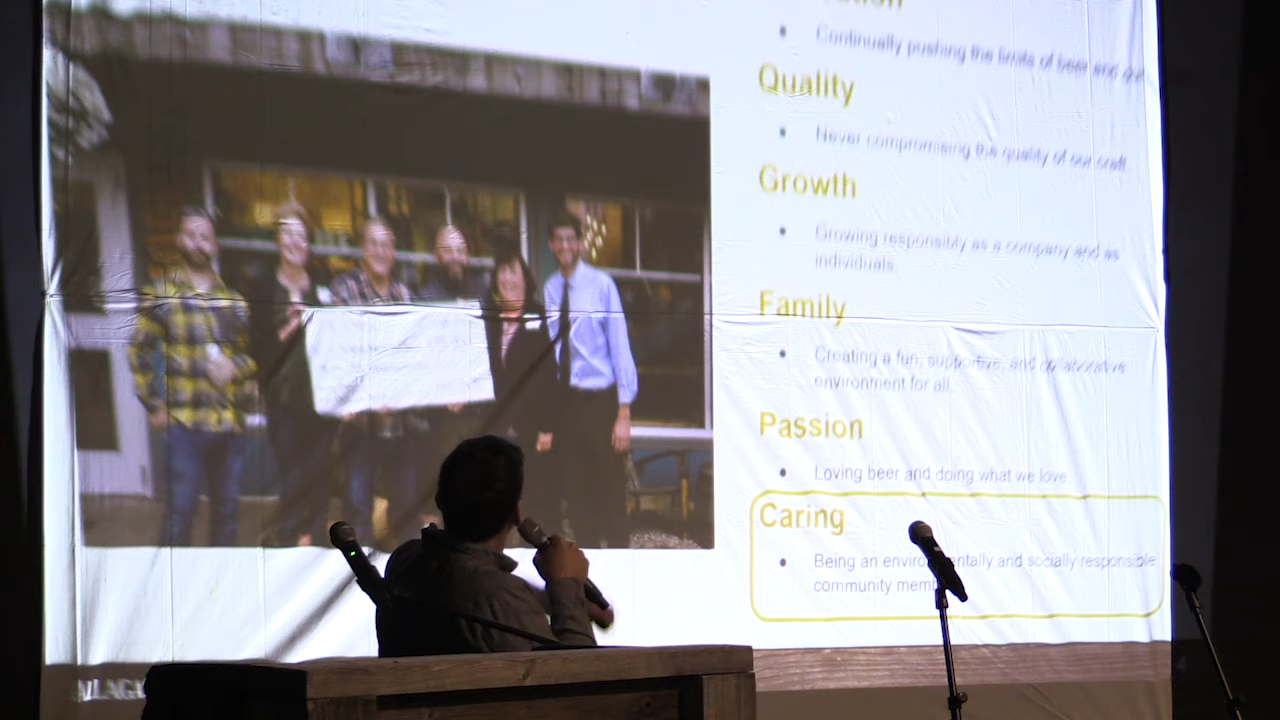 Continually pushing the limits of beer and
Quality
Never compromising the quality of our craft.
Growth
Growing responsibly as a company and as
individuals.
Family
Creating a fun, supportive, and collaborative
environment for all.
Passion
Loving beer and doing what we love.
Caring
Being an environmentally and socially responsible
community